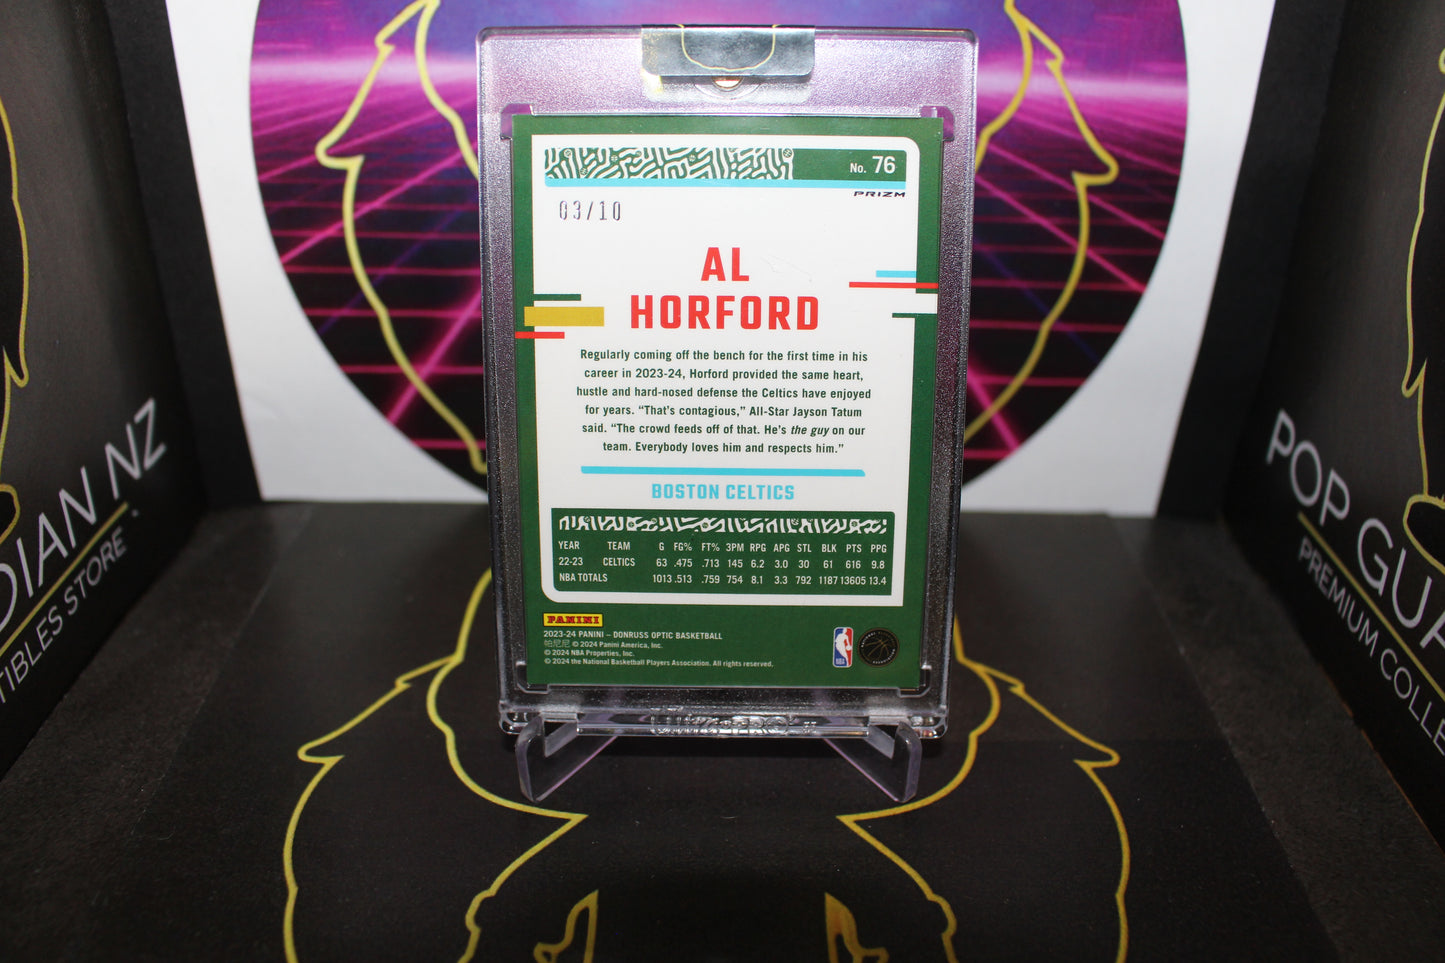 No. 76
PRIZM
03/10
AL
HORFORD
Regularly coming off the bench for the first time in his
career in 2023-24, Horford provided the same heart,
hustle and hard-nosed defense the Celtics have enjoyed
for years. “That’s contagious,” All-Star Jayson Tatum
said. “The crowd feeds off of that. He’s the guy on our
team. Everybody loves him and respects him.”
BOSTON CELTICS
YEAR TEAM G FG% FT% 3PM RPG APG STL BLK PTS PPG
22-23 CELTICS 63 .475 .713 145 6.2 3.0 30 61 616 9.8
NBA TOTALS 1013 .513 .759 754 8.1 3.3 792 1187 13605 13.4
PANINI
2023-24 PANINI – DONRUSS OPTIC BASKETBALL
帕尼尼 © 2024 Panini America, Inc.
© 2024 NBA Properties, Inc.
© 2024 the National Basketball Players Association. All rights reserved.
NBA
DIAN NZ
TIBLES STORE
POP GUA
PREMIUM COLLE